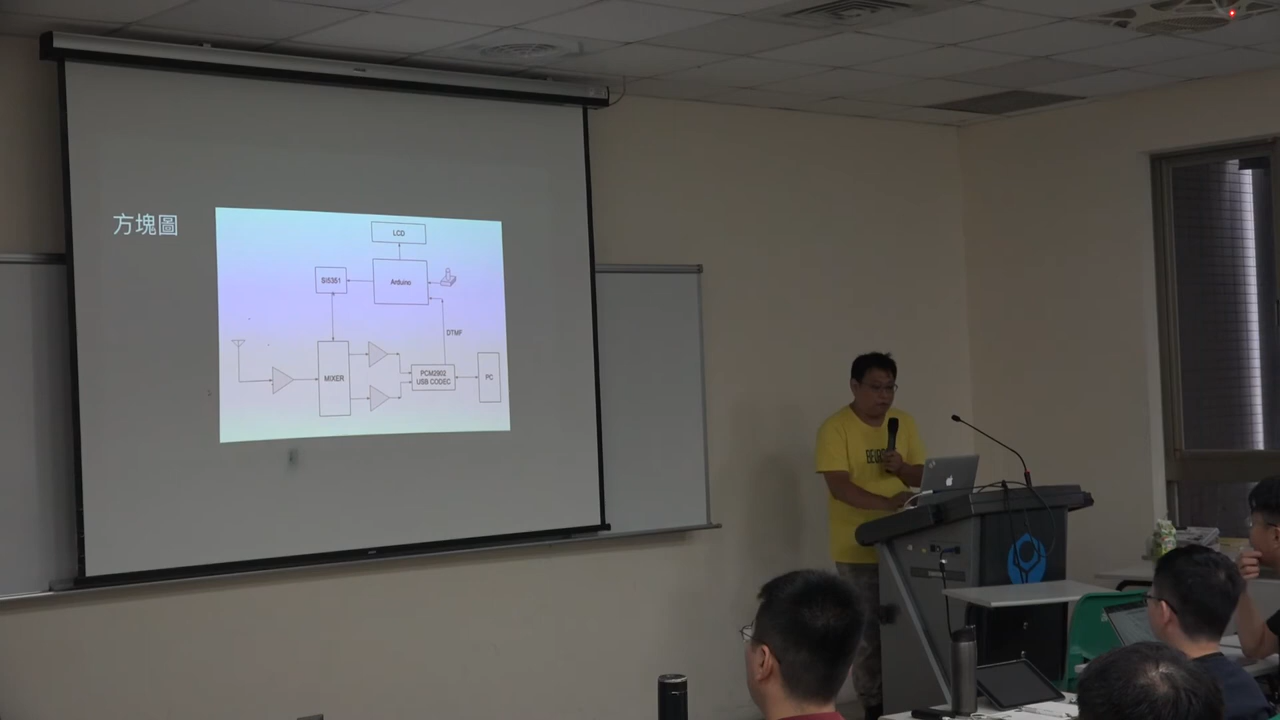 方塊圖
LCD
Si5351
Arduino
DTMF
MIXER
PCM2902
USB CODEC
PC